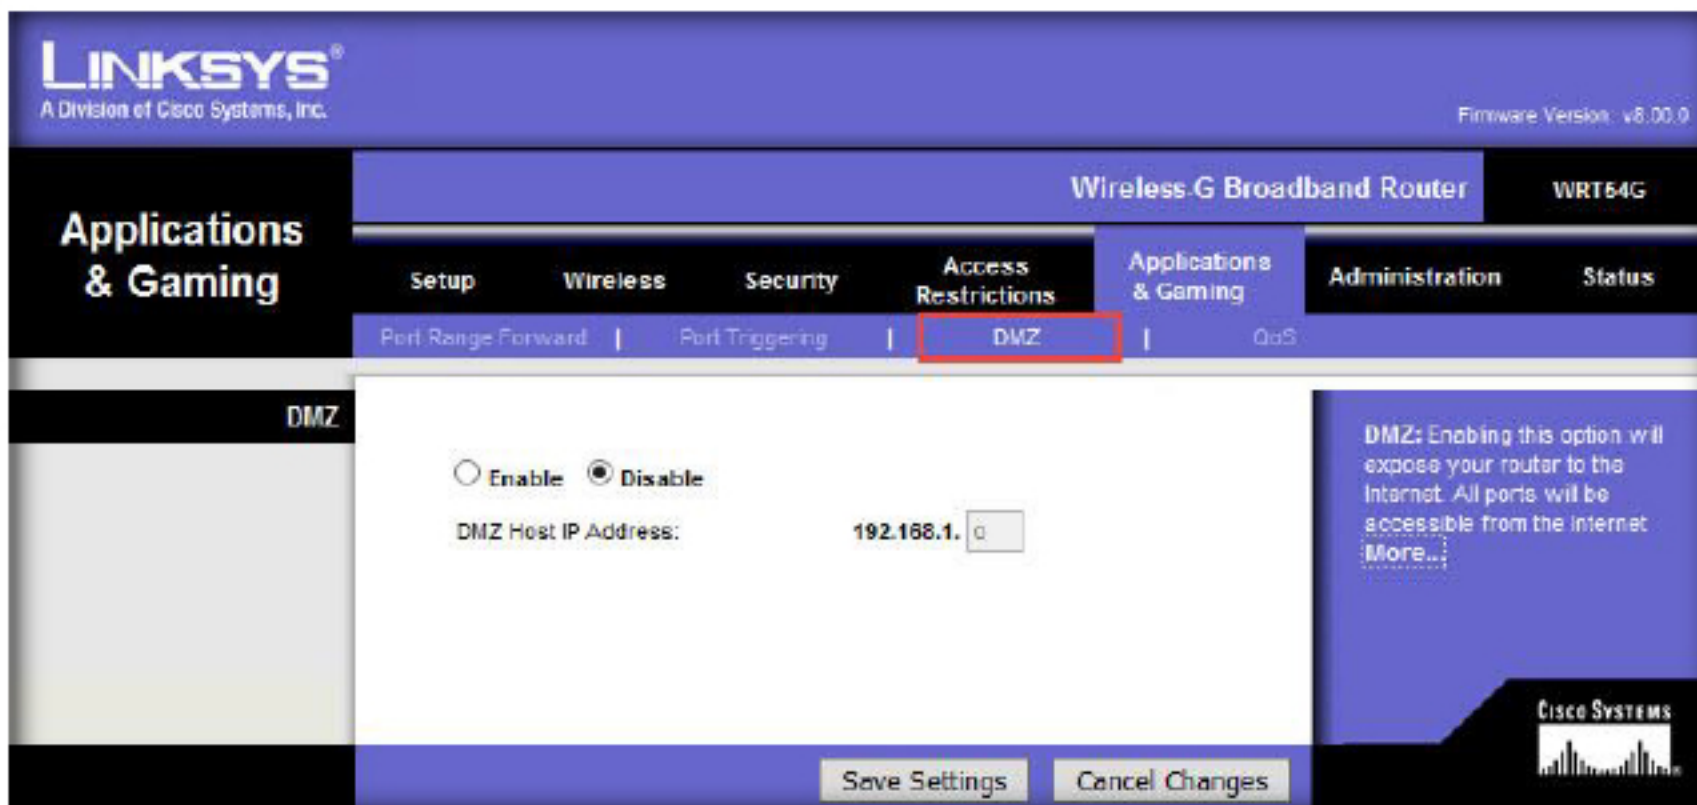 LINKSYS®
A Division of Cisco Systems, Inc.
Firmware Version: v8.00.0
Wireless-G Broadband Router
WRT54G
Applications
& Gaming
Setup
Wireless
Security
Access
Restrictions
Applications
& Gaming
Administration
Status
Port Range Forward | Port Triggering | DMZ | QoS
DMZ
Enable Disable
DMZ Host IP Address: 192.168.1. 0
DMZ: Enabling this option will
expose your router to the
Internet. All ports will be
accessible from the internet
More...
CISCO SYSTEMS
Save Settings
Cancel Changes